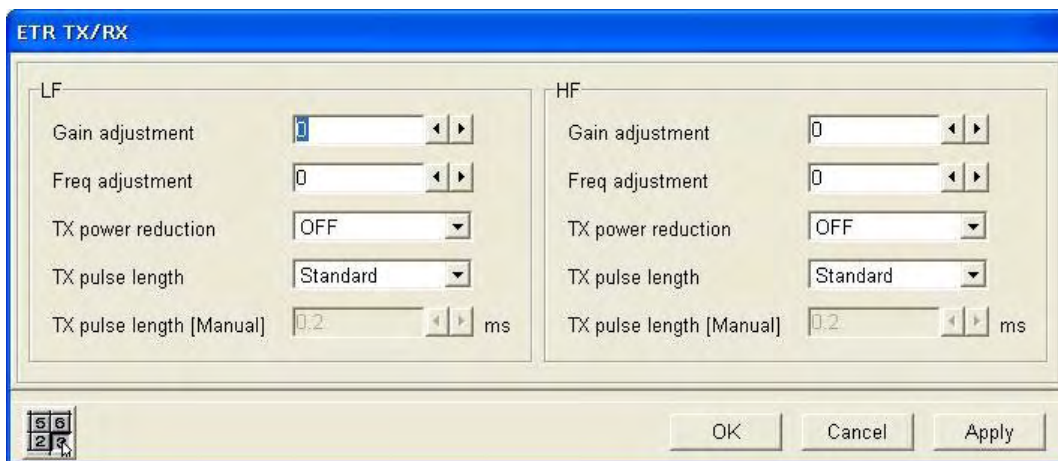 ETR TX/RX
LF
Gain adjustment 0
Freq adjustment 0
TX power reduction OFF
TX pulse length Standard
TX pulse length [Manual] 0.2 ms
HF
Gain adjustment 0
Freq adjustment 0
TX power reduction OFF
TX pulse length Standard
TX pulse length [Manual] 0.2 ms
5 6
2 3
OK Cancel Apply